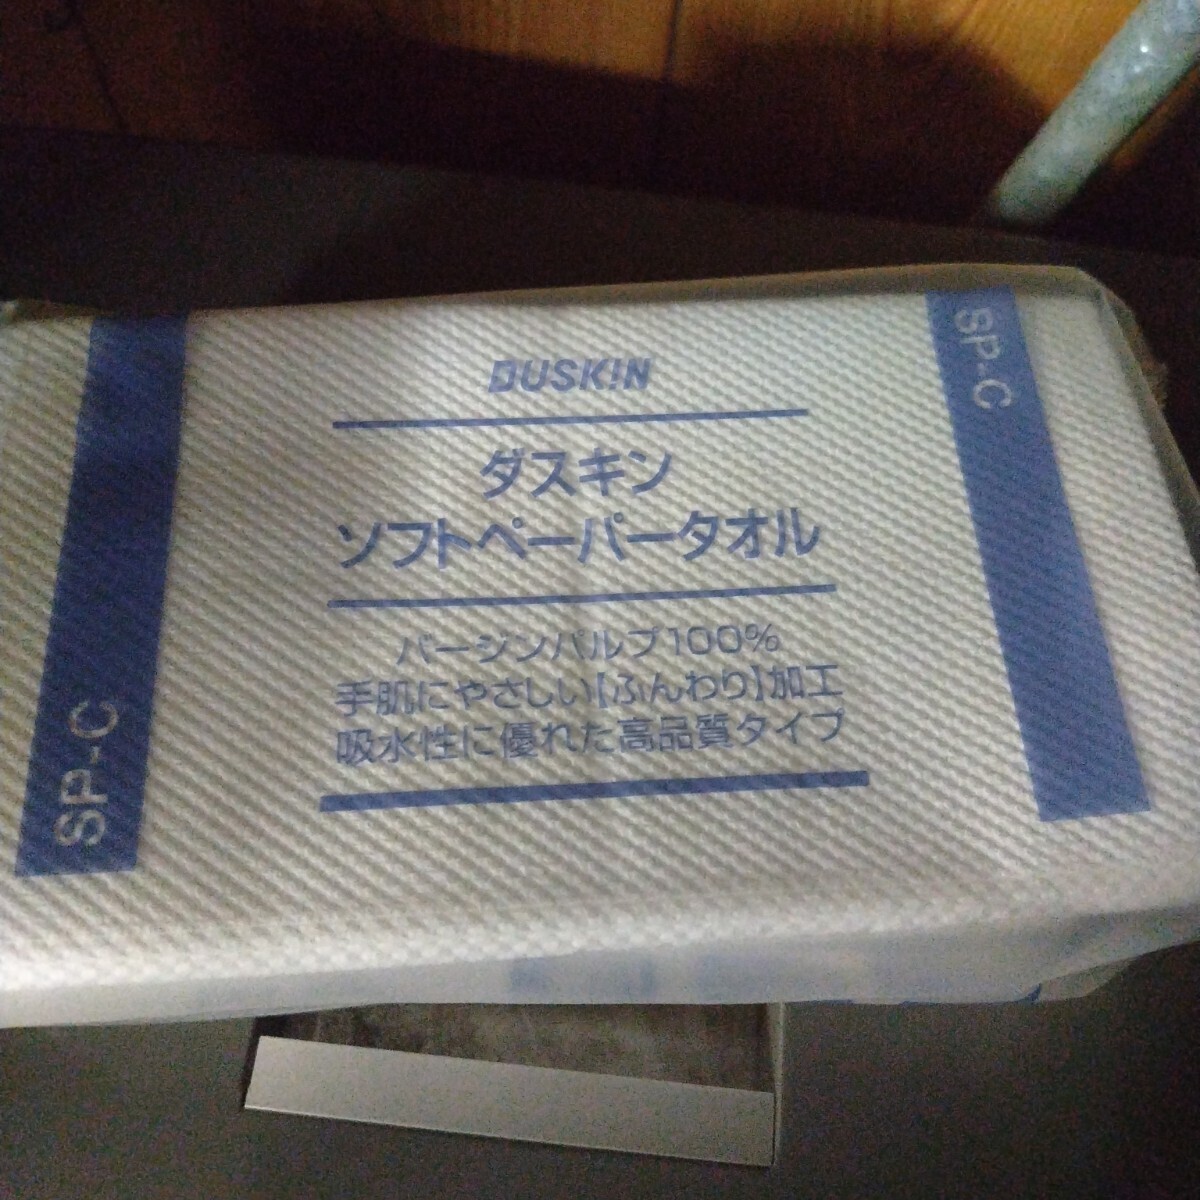 DUSKIN
ダスキン
ソフトペーパータオル
バージンパルプ100%
手肌にやさしい【ふんわり】加工
吸水性に優れた高品質タイプ
SP-C
SP-C